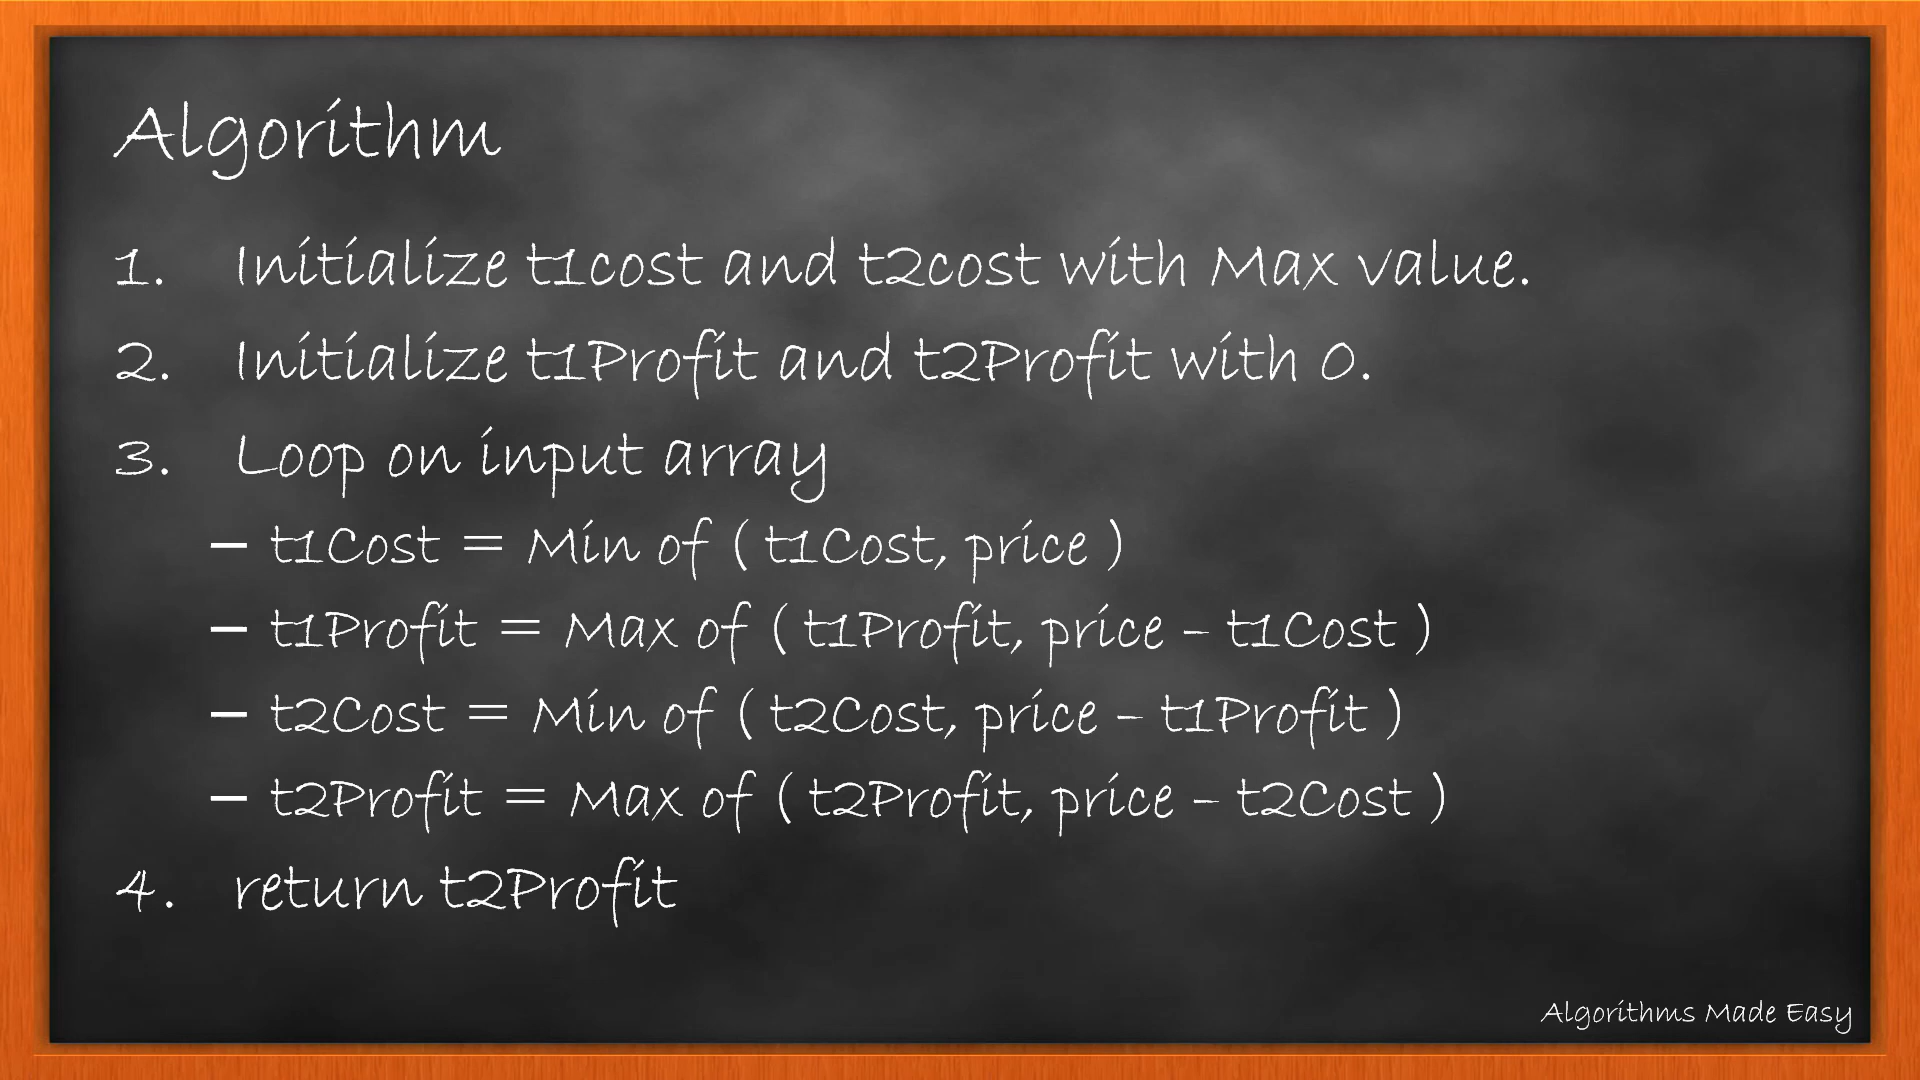 Algorithm
1. Initialize t1cost and t2cost with Max value.
2. Initialize t1Profit and t2Profit with 0.
3. Loop on input array
– t1Cost = Min of ( t1Cost, price )
– t1Profit = Max of ( t1Profit, price – t1Cost )
– t2Cost = Min of ( t2Cost, price – t1Profit )
– t2Profit = Max of ( t2Profit, price – t2Cost )
4. return t2Profit
Algorithms Made Easy